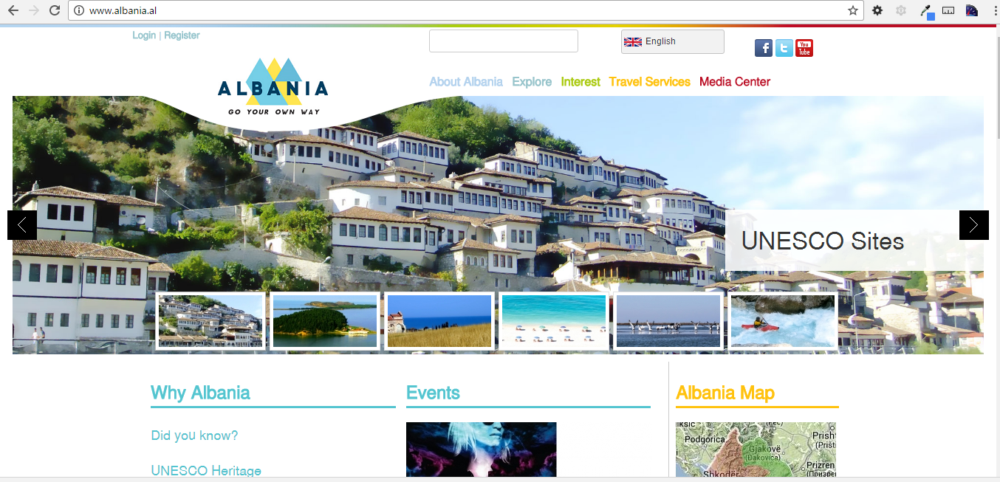 www.albania.al
Login | Register
English
You
Tube
ALBANIA
GO YOUR OWN WAY
About Albania Explore Interest Travel Services Media Center
UNESCO Sites
Why Albania
Events
Albania Map
Did you know?
UNESCO Heritage
Podgorica
Gjakovë
(Đakovica)
Prisht
(Prišti
Prizren
(Призрен
Shkodër